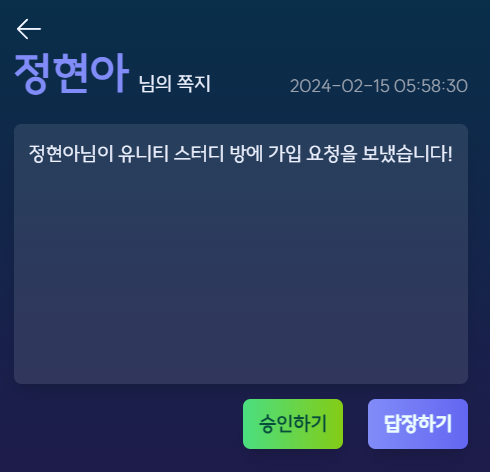 정현아 님의 쪽지 2024-02-15 05:58:30
정현아님이 유니티 스터디 방에 가입 요청을 보냈습니다!
승인하기 답장하기